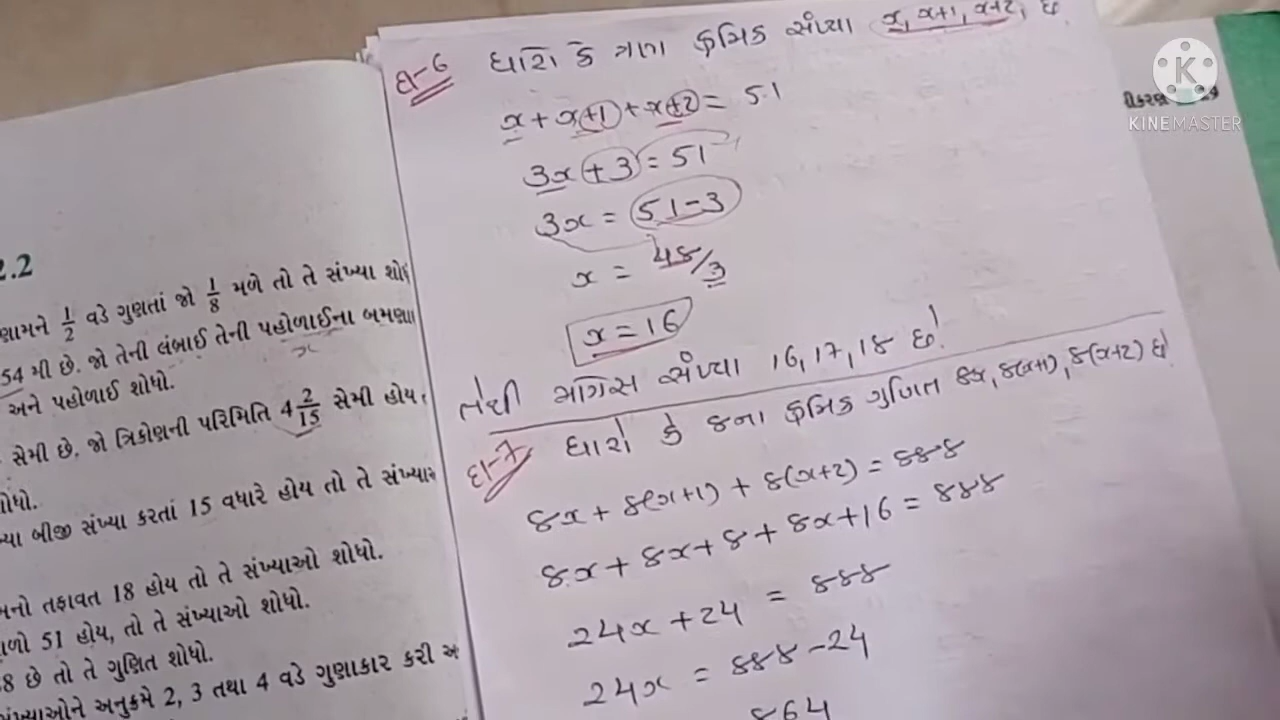 2.2
ણામને 1/2 વડે ગુણતાં જો 1/8 મળે તો તે સંખ્યા શોધ
54 મી છે. જો તેની લંબાઈ તેની પહોળાઈના બમણા
x
અને પહોળાઈ શોધો.
સેમી છે. જો ત્રિકોણની પરિમિતિ 4 2/15 સેમી હોય
શોધો.
ખ્યા બીજી સંખ્યા કરતાં 15 વધારે હોય તો તે સંખ્યા
મનો તફાવત 18 હોય તો તે સંખ્યાઓ શોધો.
ાળો 51 હોય, તો તે સંખ્યાઓ શોધો.
8 છે તો તે ગુણિત શોધો.
સંખ્યાઓને અનુક્રમે 2, 3 તથા 4 વડે ગુણાકાર કરી અ
દા-6 ધારો કે ત્રણ ક્રમિક સંખ્યા x, x+1, x+2, છે
x + x+1 + x+2 = 51
3x + 3 = 51
3x = 51-3
x = 48/3
x = 16
તેથી માંગેલ સંખ્યા 16, 17, 18 છે.
દા-7 ધારો કે 8ના ક્રમિક ગુણિત 8x, 8(x+1), 8(x+2) છે
8x + 8(x+1) + 8(x+2) = 888
8x + 8x + 8 + 8x + 16 = 888
24x + 24 = 888
24x = 888-24
864
K
KINEMASTER
ીકરણ